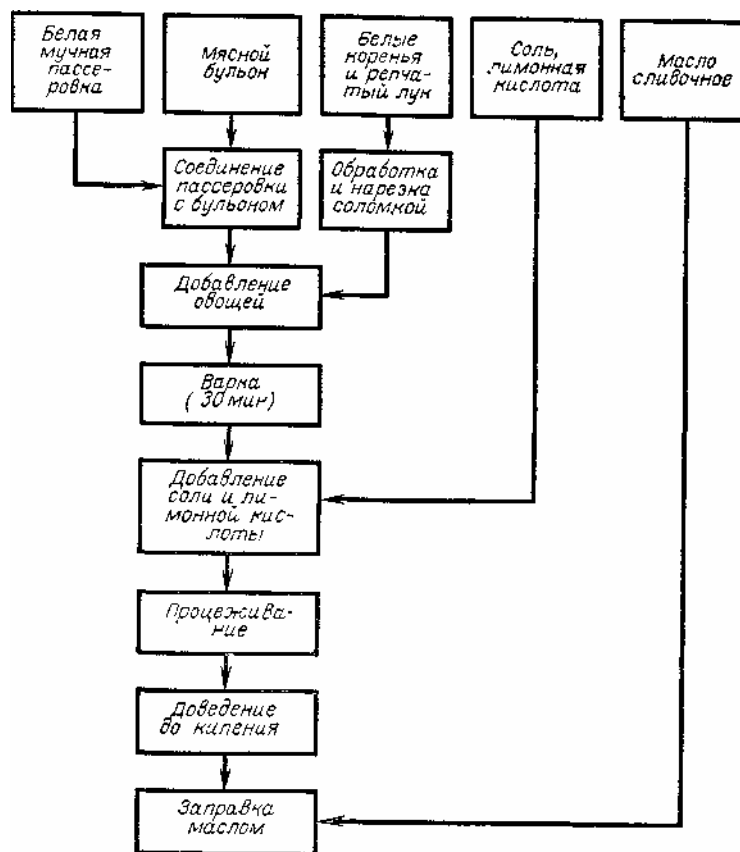 Белая
мучная
пассе-
ровка
Мясной
бульон
Белые
коренья
и репча-
тый лук
Соль,
лимонная
кислота
Масло
сливочное
Соединение
пассеровки
с бульоном
Обработка
и нарезка
соломкой
Добавление
овощей
Варка
(30 мин)
Добавление
соли и ли-
монной кис-
лоты
Процежива-
ние
Доведение
до кипения
Заправка
маслом